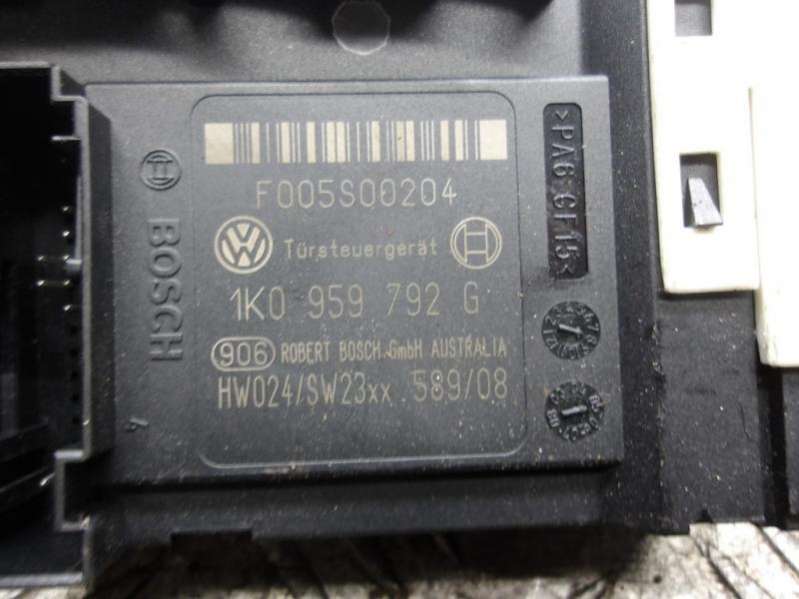 F005S00204
Türsteuergerät
1K0 959 792 G
906 ROBERT BOSCH GmbH AUSTRALIA
HW024/SW23xx 589/08
BOSCH
>PA6 GF15<